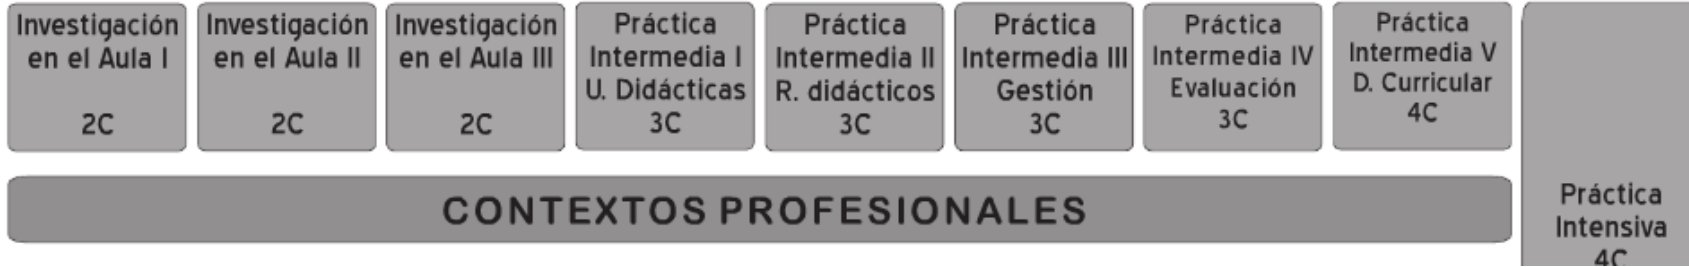 Investigación
en el Aula I
2C
Investigación
en el Aula II
2C
Investigación
en el Aula III
2C
Práctica
Intermedia I
U. Didácticas
3C
Práctica
Intermedia II
R. didácticos
3C
Práctica
Intermedia III
Gestión
3C
Práctica
Intermedia IV
Evaluación
3C
Práctica
Intermedia V
D. Curricular
4C
CONTEXTOS PROFESIONALES
Práctica
Intensiva
4C